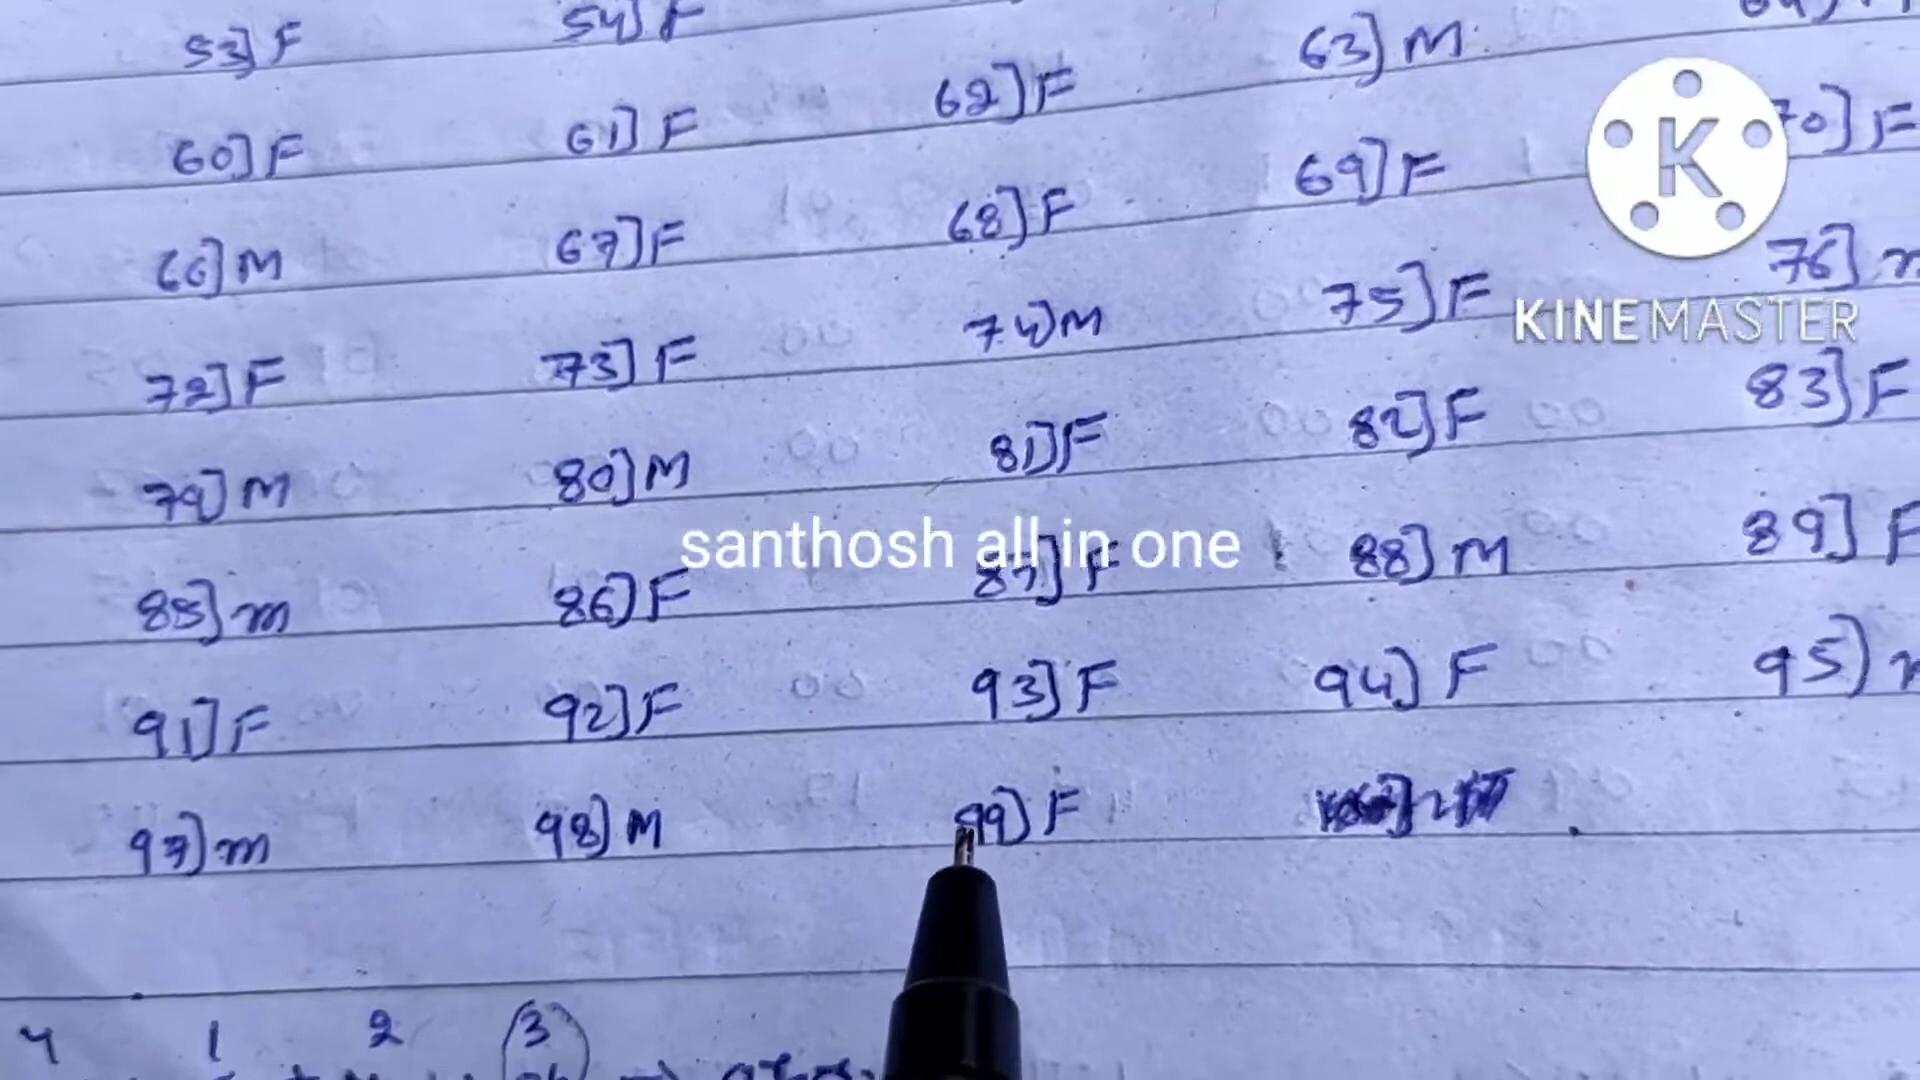 53] F 54] F
60] F 61] F 62] F 63] M
66] M 67] F 68] F 69] F 70] F
72] F 73] F 74] M 75] F 76] m
KINEMASTER
79] M 80] M 81] F 82] F 83] F
santhosh all in one
85] m 86] F 87] F 88] M 89] F
91] F 92] F 93] F 94] F 95)
97) m 98) M 99) F
4 1 2 3